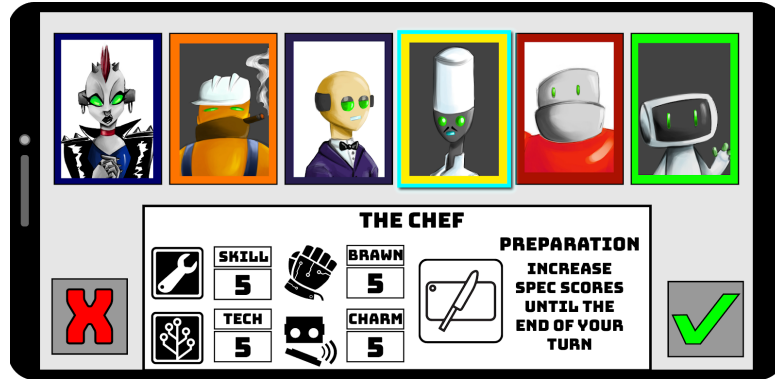 THE CHEF
SKILL
5
BRAWN
5
TECH
5
CHARM
5
PREPARATION
INCREASE
SPEC SCORES
UNTIL THE
END OF YOUR
TURN